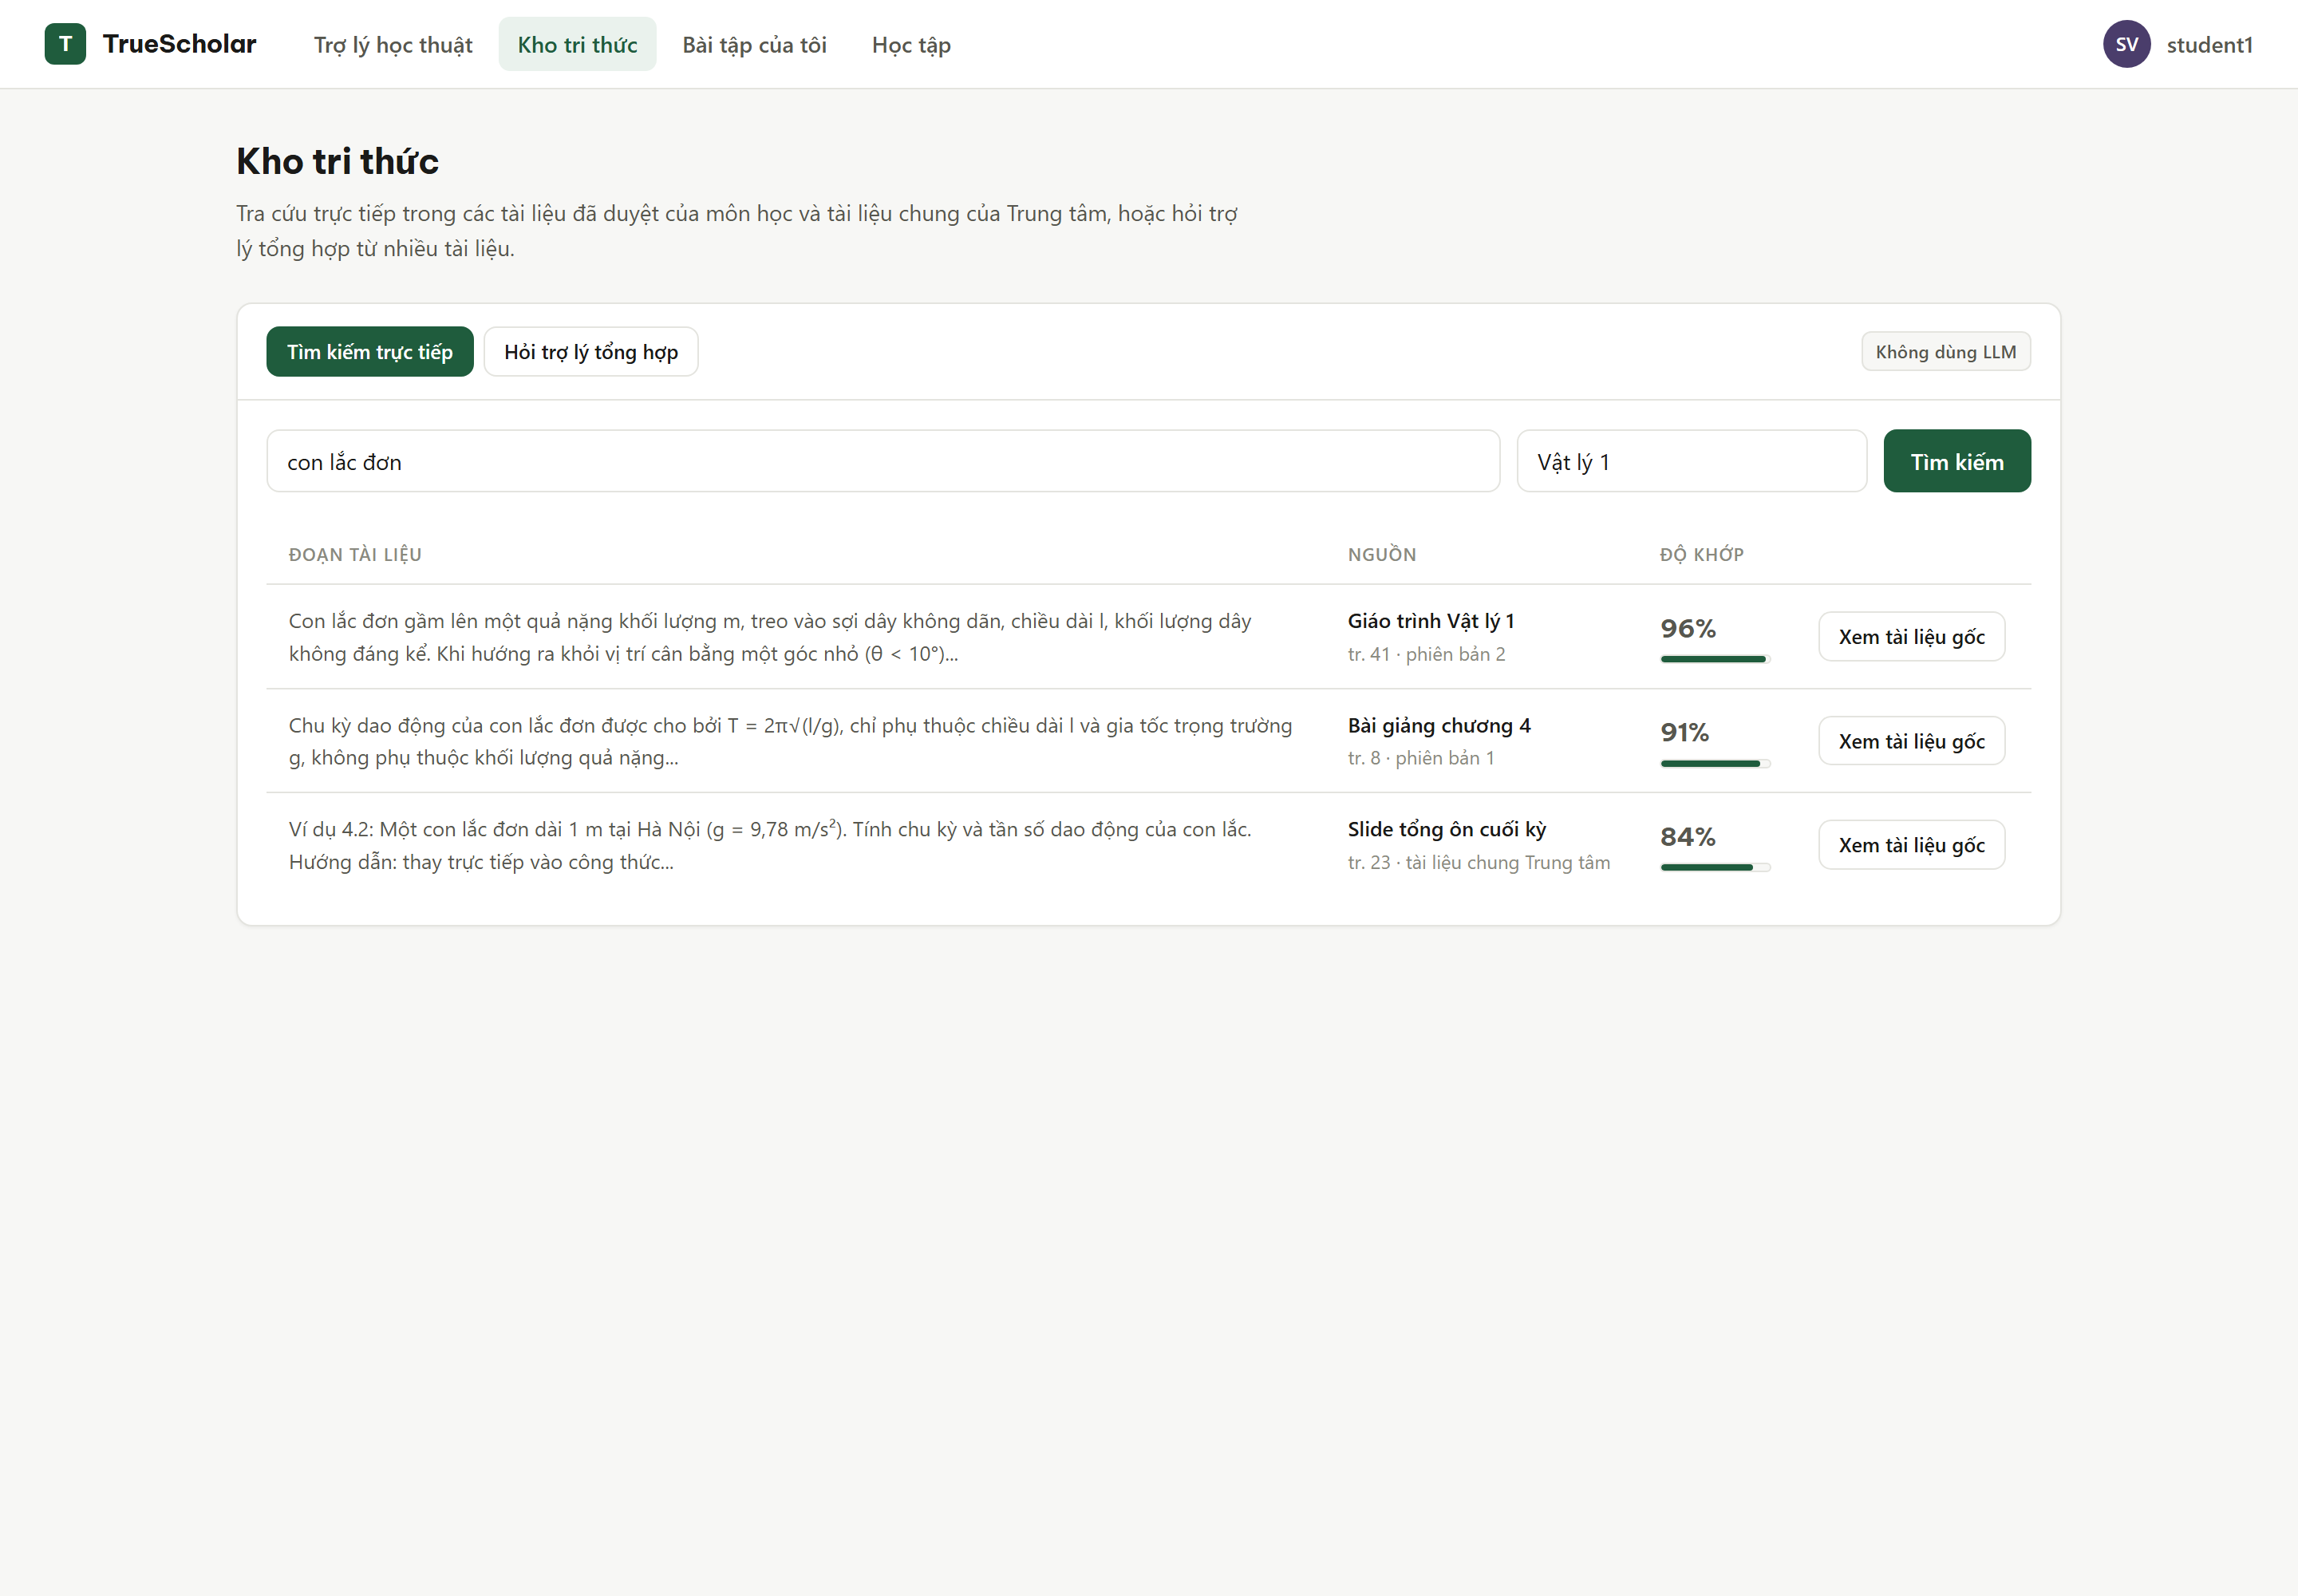 T TrueScholar Trợ lý học thuật Kho tri thức Bài tập của tôi Học tập SV student1
Kho tri thức
Tra cứu trực tiếp trong các tài liệu đã duyệt của môn học và tài liệu chung của Trung tâm, hoặc hỏi trợ
lý tổng hợp từ nhiều tài liệu.
Tìm kiếm trực tiếp Hỏi trợ lý tổng hợp Không dùng LLM
con lắc đơn Vật lý 1 Tìm kiếm
ĐOẠN TÀI LIỆU NGUỒN ĐỘ KHỚP
Con lắc đơn gầm lên một quả nặng khối lượng m, treo vào sợi dây không dãn, chiều dài l, khối lượng dây
không đáng kể. Khi hướng ra khỏi vị trí cân bằng một góc nhỏ (θ < 10°)...
Giáo trình Vật lý 1
tr. 41 · phiên bản 2
96%
Xem tài liệu gốc
Chu kỳ dao động của con lắc đơn được cho bởi T = 2π√(l/g), chỉ phụ thuộc chiều dài l và gia tốc trọng trường
g, không phụ thuộc khối lượng quả nặng...
Bài giảng chương 4
tr. 8 · phiên bản 1
91%
Xem tài liệu gốc
Ví dụ 4.2: Một con lắc đơn dài 1 m tại Hà Nội (g = 9,78 m/s²). Tính chu kỳ và tần số dao động của con lắc.
Hướng dẫn: thay trực tiếp vào công thức...
Slide tổng ôn cuối kỳ
tr. 23 · tài liệu chung Trung tâm
84%
Xem tài liệu gốc